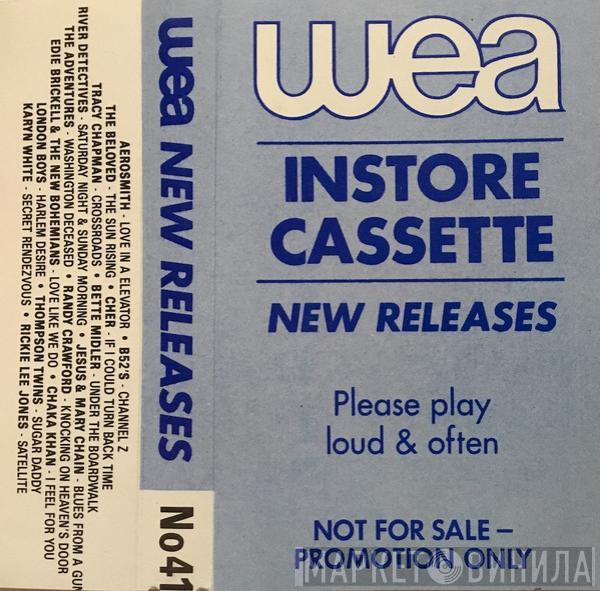 wea
INSTORE
CASSETTE
NEW RELEASES
Please play
loud & often
NOT FOR SALE –
PROMOTION ONLY
wea NEW RELEASES No41
AEROSMITH - LOVE IN A ELEVATOR • B52'S - CHANNEL Z
THE BELOVED - THE SUN RISING • CHER - IF I COULD TURN BACK TIME
TRACY CHAPMAN - CROSSROADS • BETTE MIDLER - UNDER THE BOARDWALK
RIVER DETECTIVES - SATURDAY NIGHT & SUNDAY MORNING • JESUS & MARY CHAIN - BLUES FROM A GUN
THE ADVENTURES - WASHINGTON DECEASED • RANDY CRAWFORD - KNOCKING ON HEAVEN'S DOOR
EDIE BRICKELL & THE NEW BOHEMIANS - LOVE LIKE WE DO • CHAKA KHAN - I FEEL FOR YOU
LONDON BOYS - HARLEM DESIRE • THOMPSON TWINS - SUGAR DADDY
KARYN WHITE - SECRET RENDEZVOUS • RICKIE LEE JONES - SATELLITE
МАРКЕТ ВИНИЛА